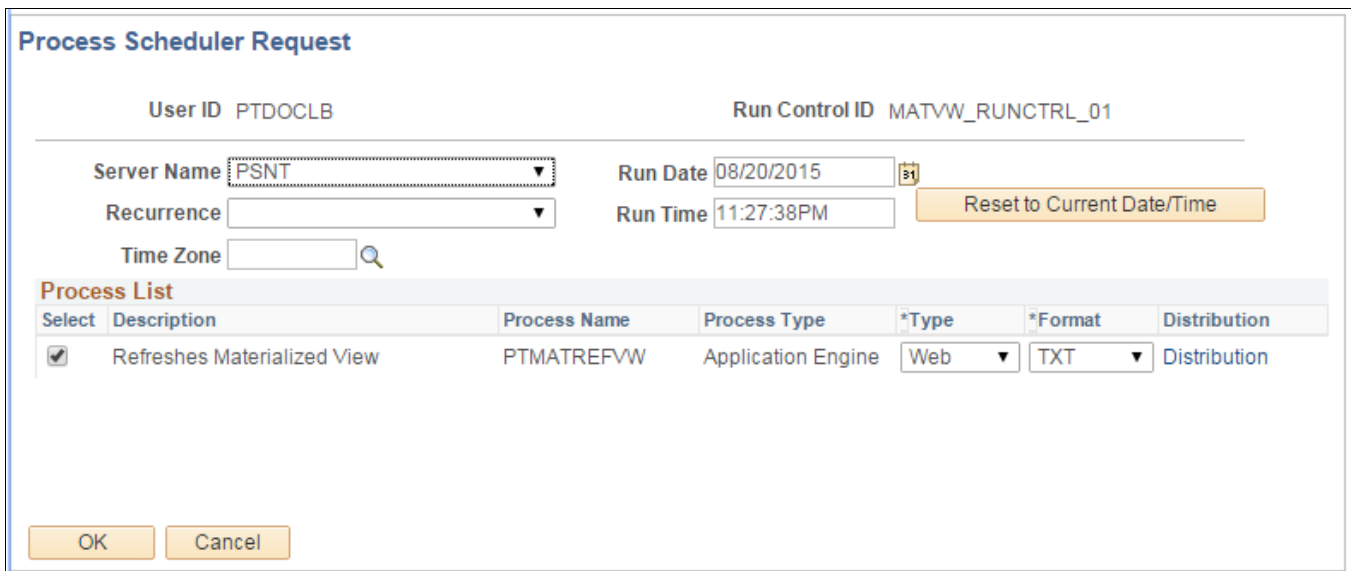 Process Scheduler Request
User ID PTDOCLB Run Control ID MATVW_RUNCTRL_01
Server Name PSNT Run Date 08/20/2015 31
Recurrence Run Time 11:27:38PM Reset to Current Date/Time
Time Zone
Process List
Select Description Process Name Process Type *Type *Format Distribution
Refreshes Materialized View PTMATREFVW Application Engine Web TXT Distribution
OK Cancel